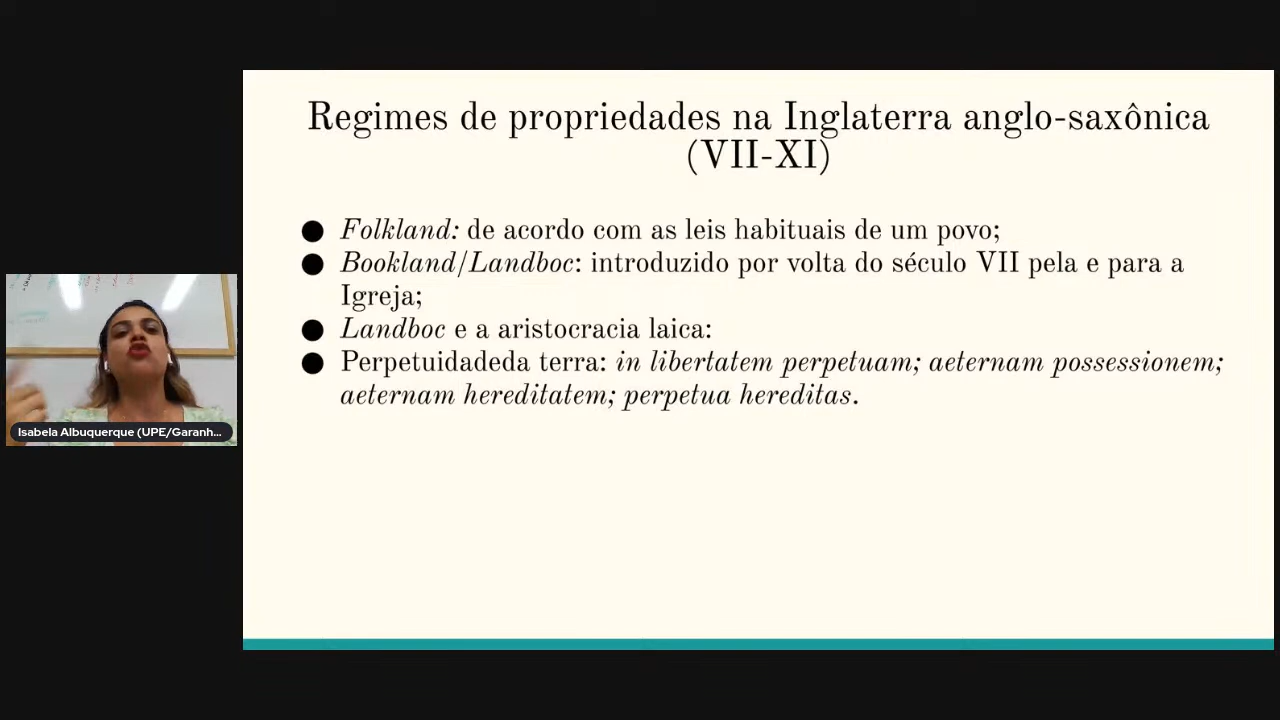 Regimes de propriedades na Inglaterra anglo-saxônica
(VII-XI)
● Folkland: de acordo com as leis habituais de um povo;
● Bookland/Landboc: introduzido por volta do século VII pela e para a
Igreja;
● Landboc e a aristocracia laica:
● Perpetuidadeda terra: in libertatem perpetuam; aeternam possessionem;
aeternam hereditatem; perpetua hereditas.
Isabela Albuquerque (UPE/Garanh...